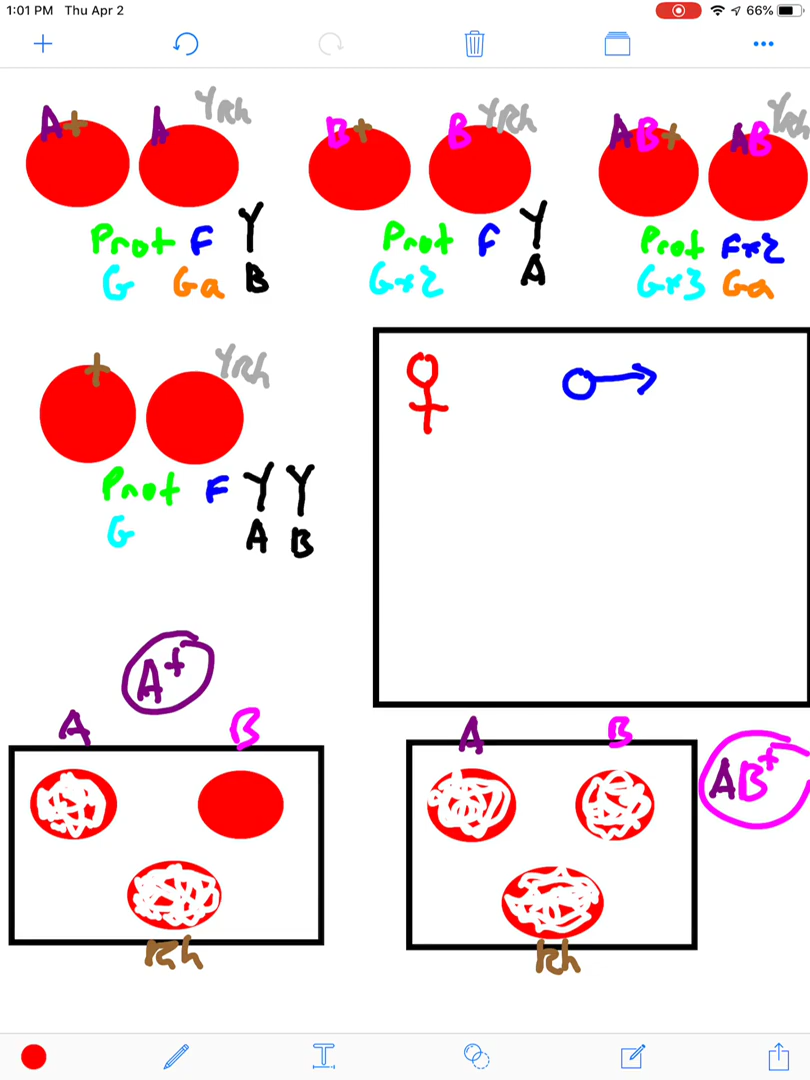 1:01 PM Thu Apr 2
66%
A+ A YRh
B+ B YRh
AB+ AB YRh
Prot F Y
G Ga B
Prot F Y
G×2 A
Prot F×2
G×3 Ga
+ YRh
Prot F Y Y
G A B
A+
A B
Rh
A B
AB+
Rh